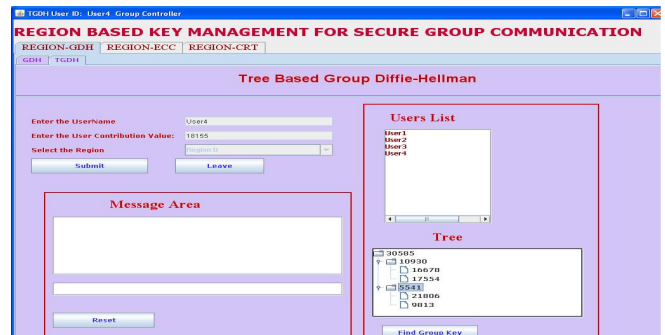 TGDH User ID: User4 Group Controller
REGION BASED KEY MANAGEMENT FOR SECURE GROUP COMMUNICATION
REGION-GDH REGION-ECC REGION-CRT
GDH TGDH
Tree Based Group Diffie-Hellman
Enter the UserName User4
Enter the User Contribution Value: 18155
Select the Region Region II
Submit Leave
Message Area
Reset
Users List
User1
User2
User3
User4
Tree
30585
10930
16678
17554
5541
21806
9813
Find Group Key